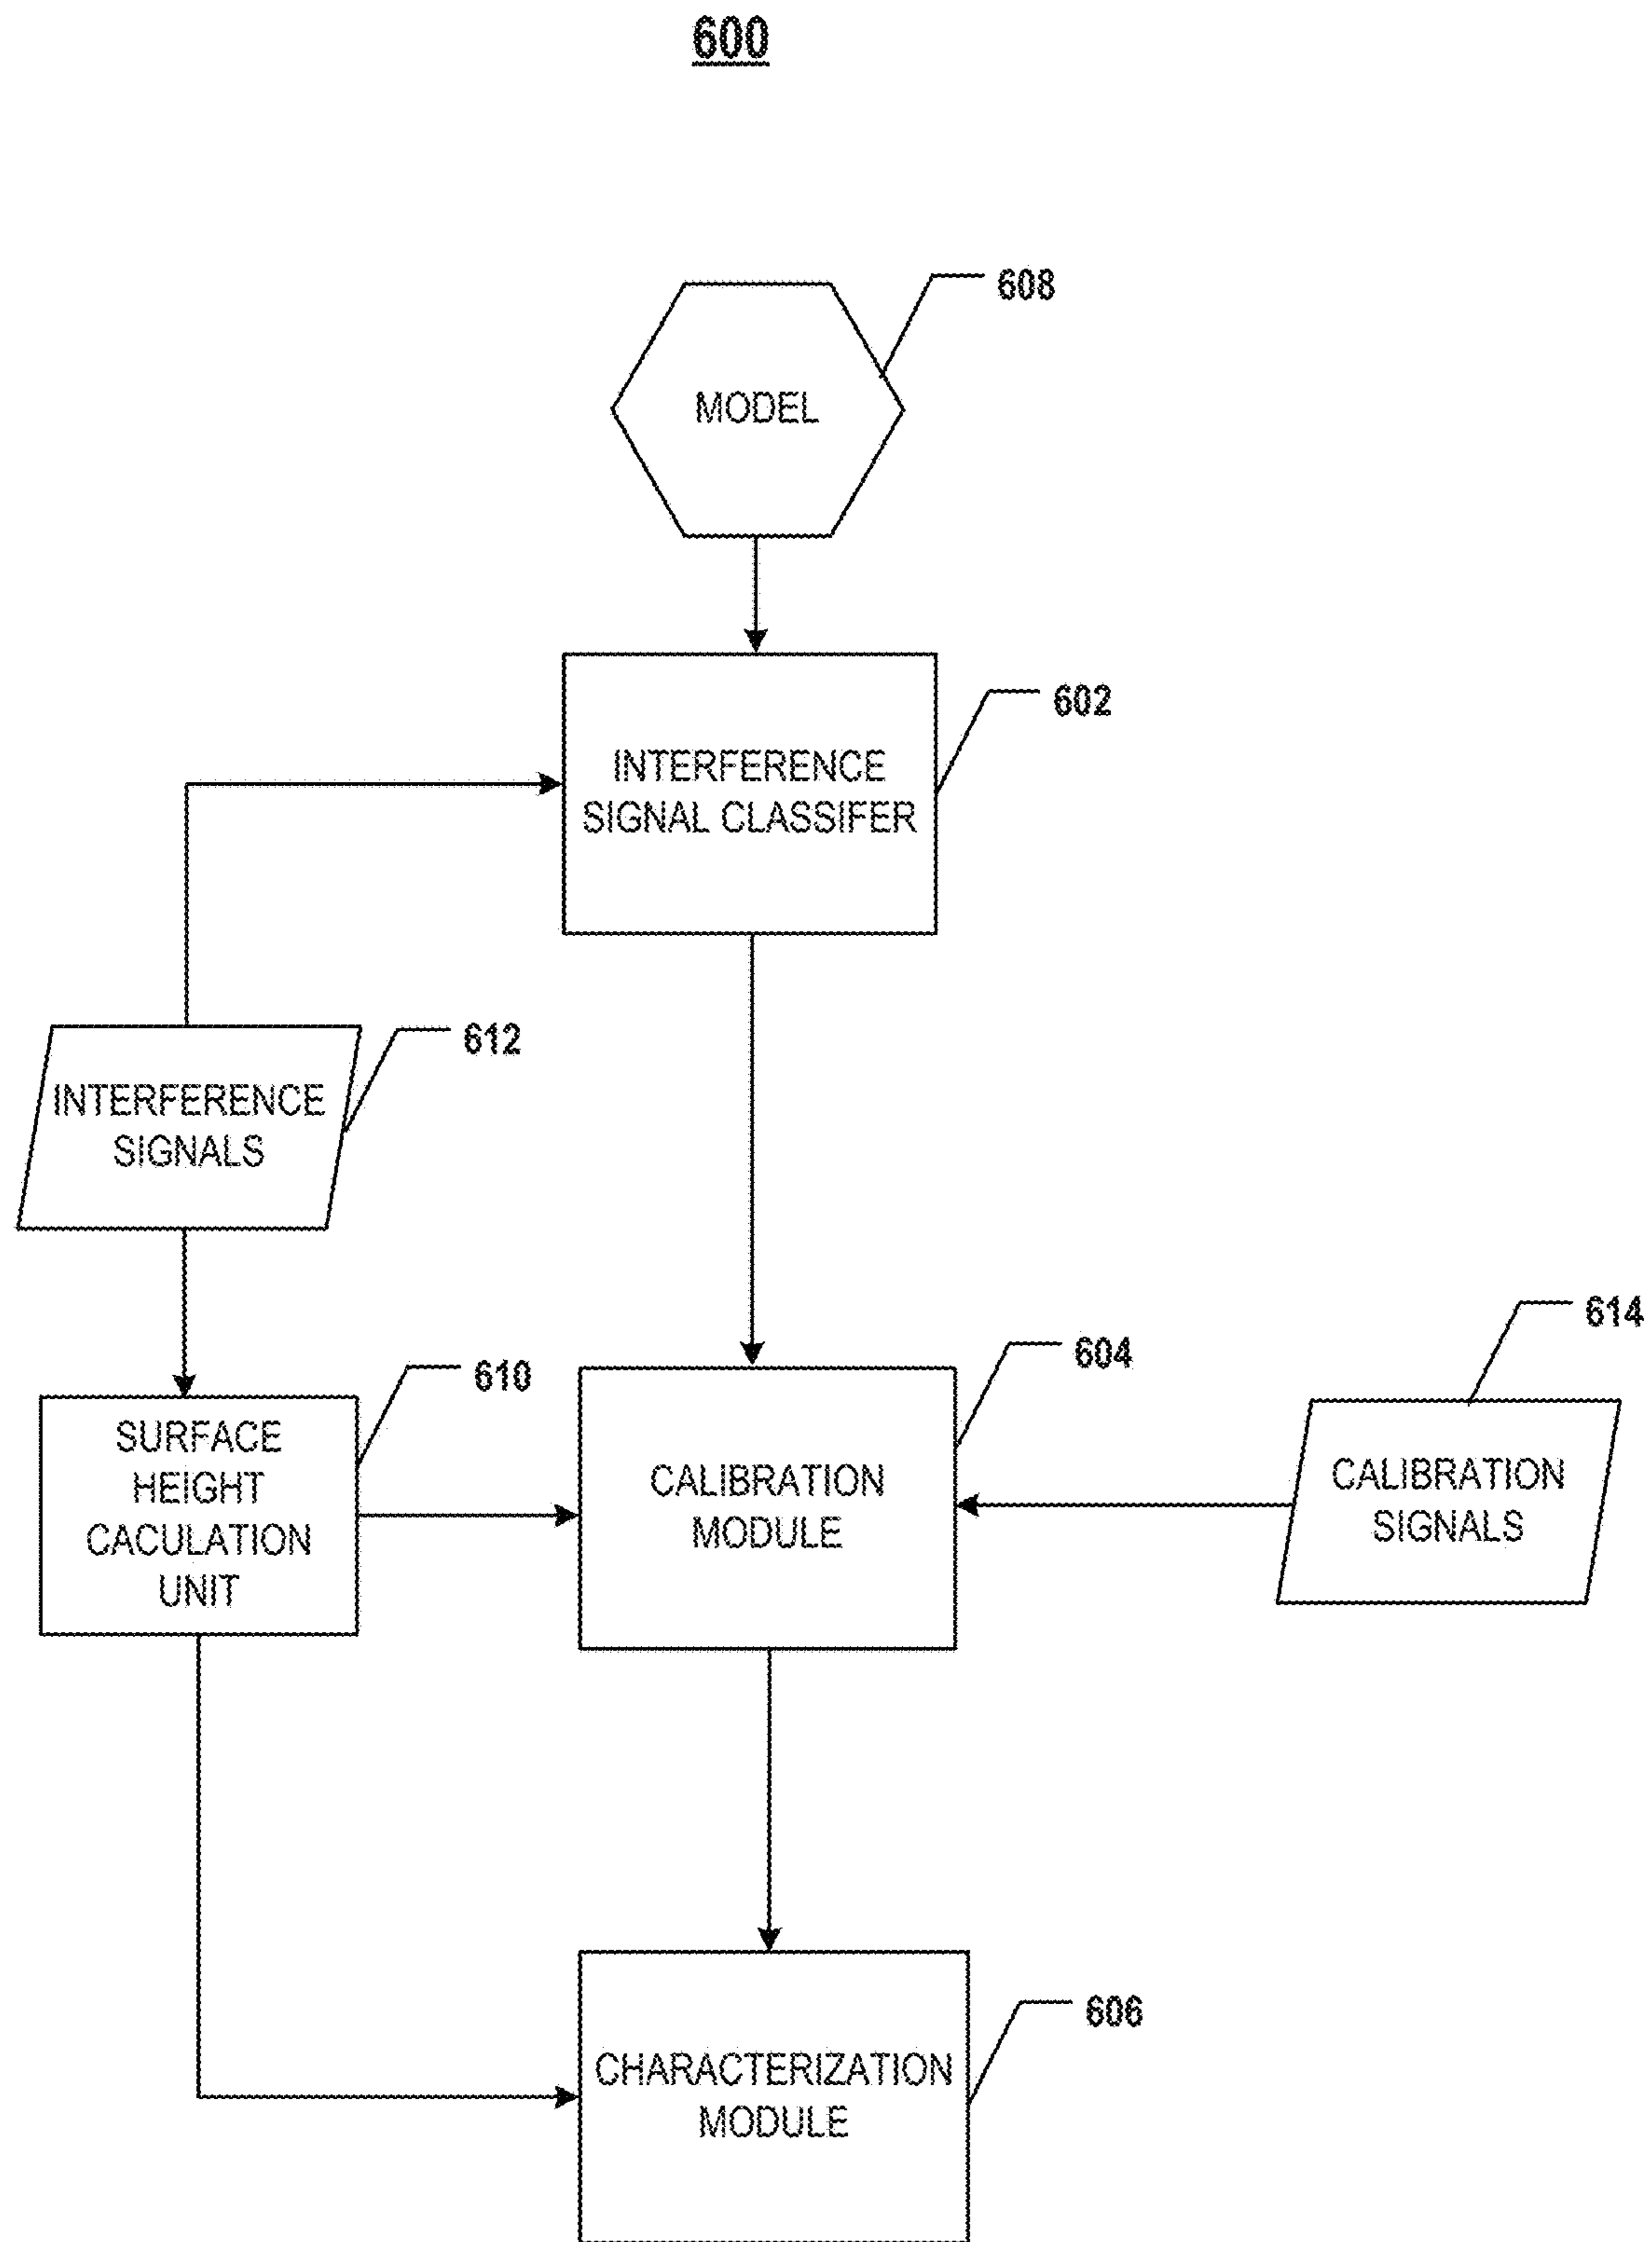 600
608
MODEL
602
INTERFERENCE
SIGNAL CLASSIFER
612
INTERFERENCE
SIGNALS
614
604
610
SURFACE
HEIGHT
CACULATION
UNIT
CALIBRATION
MODULE
CALIBRATION
SIGNALS
606
CHARACTERIZATION
MODULE